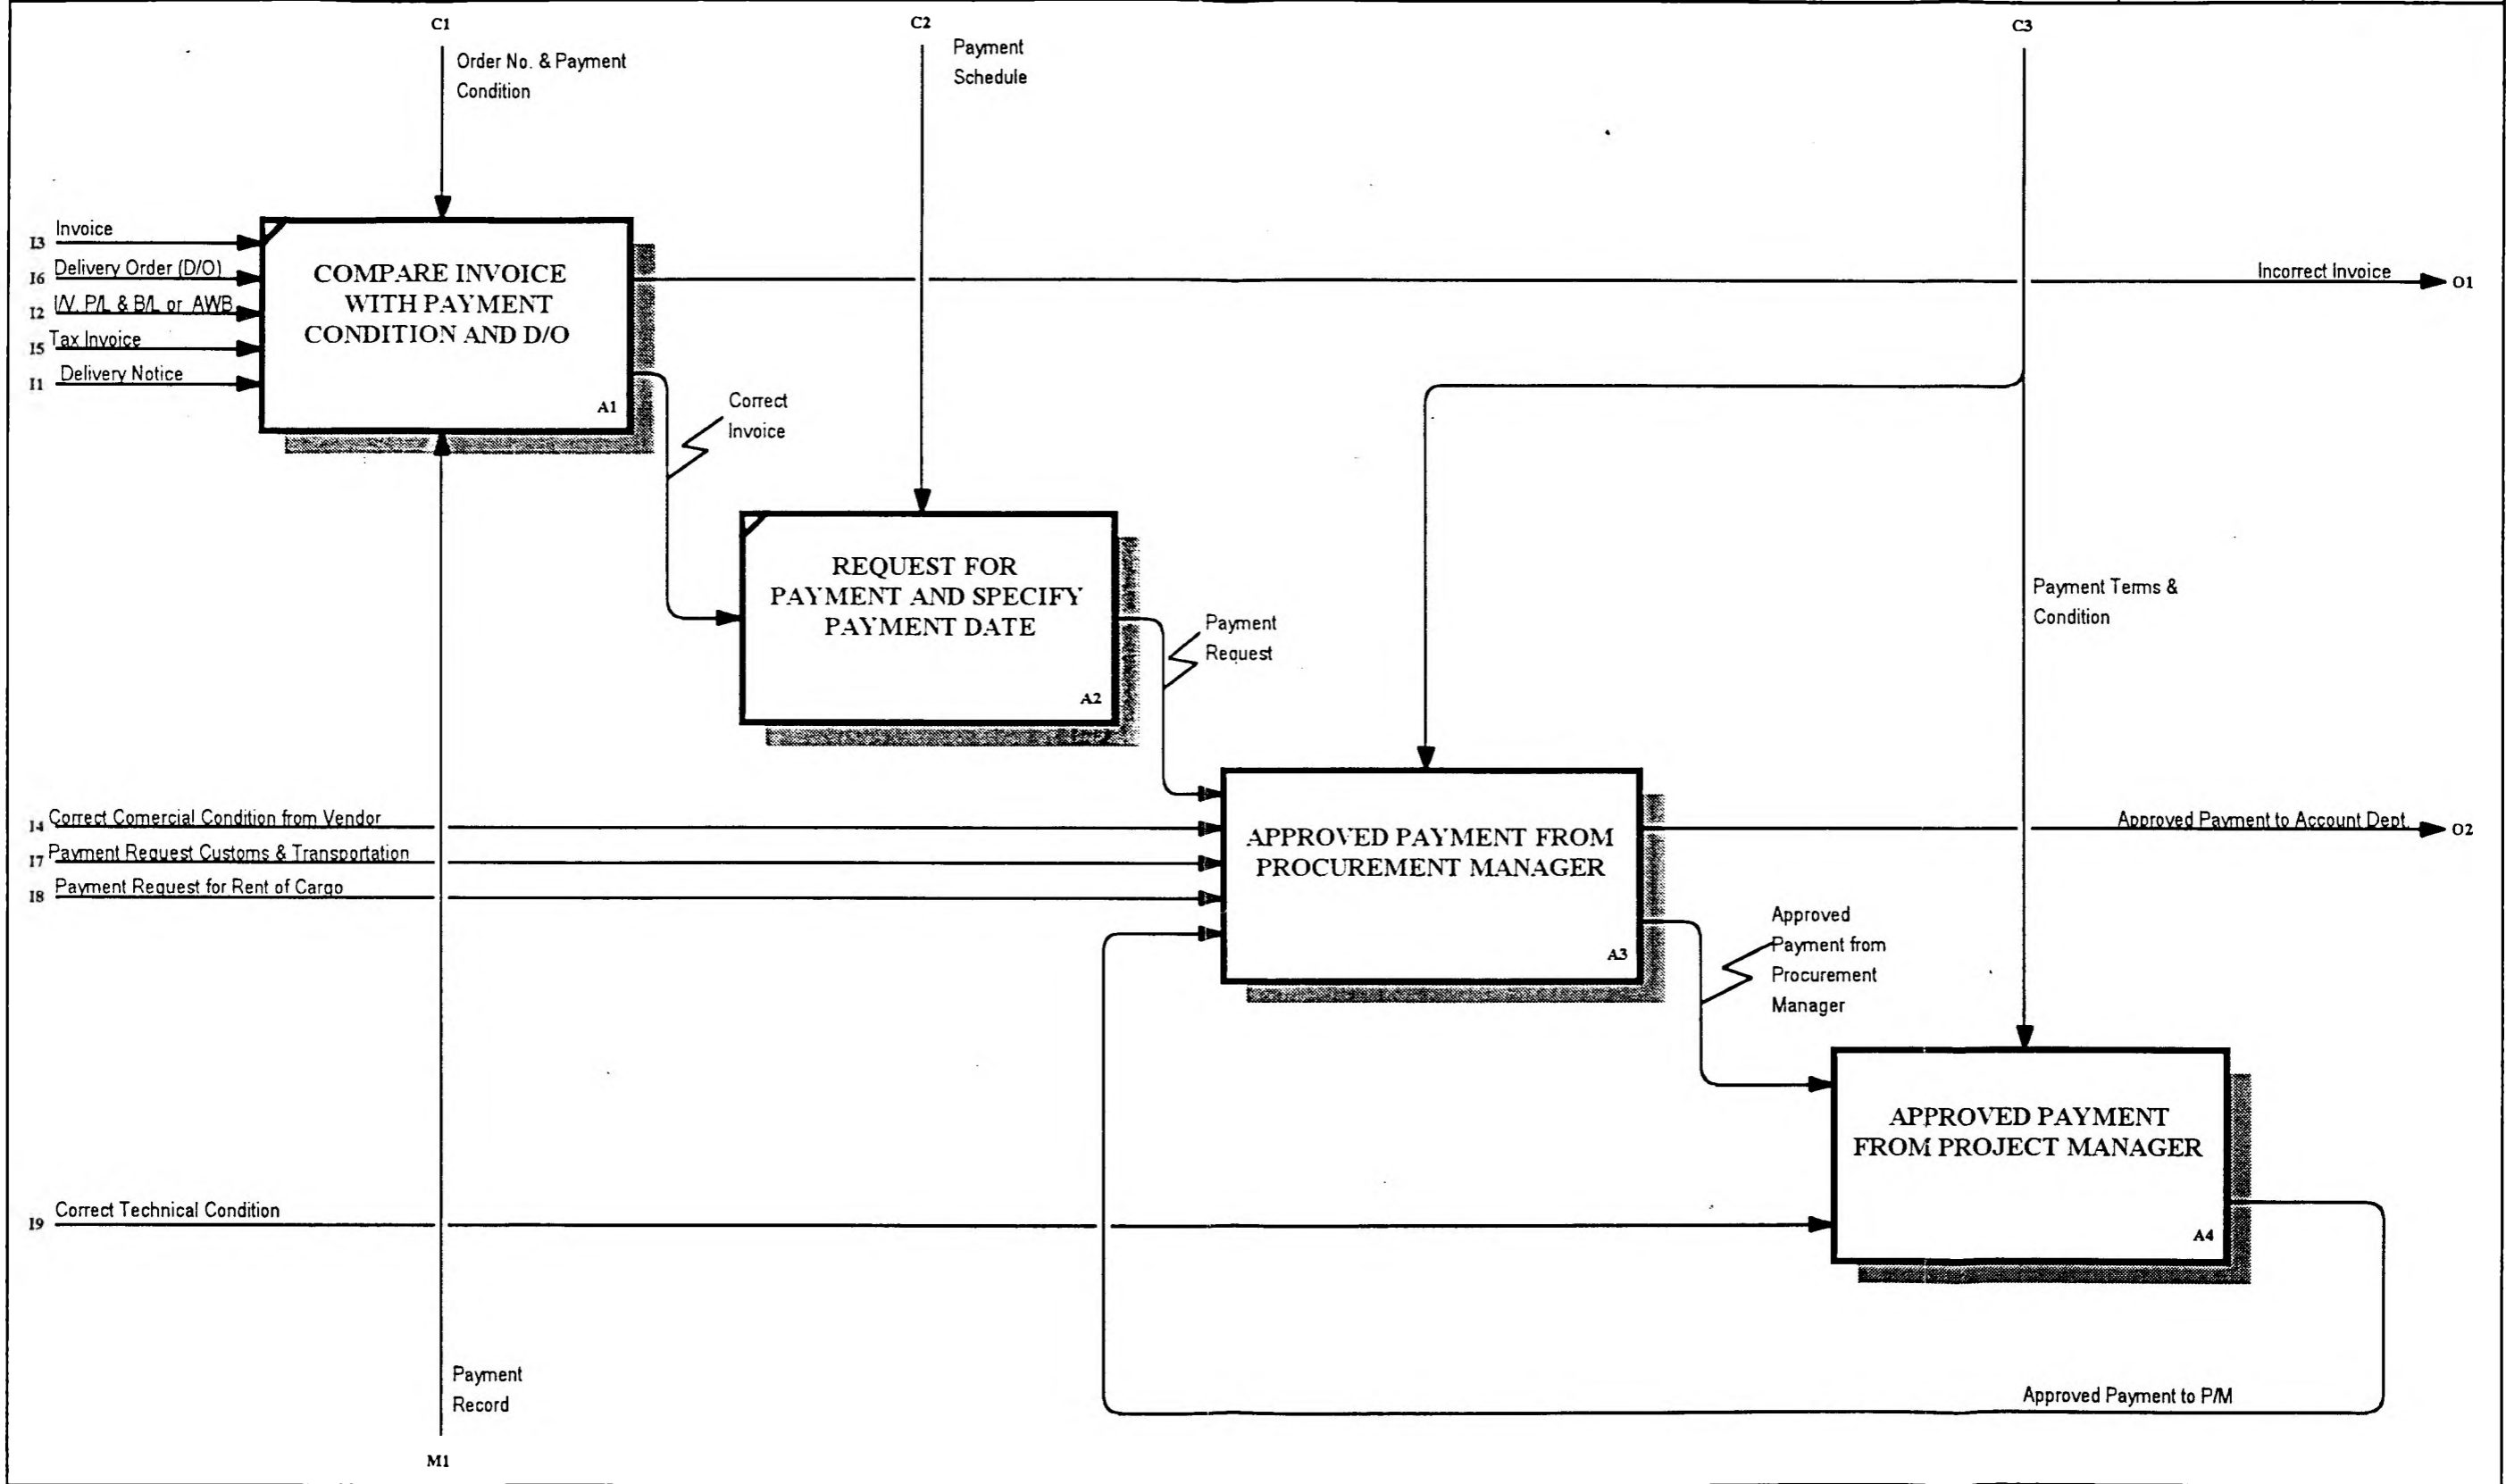 C1
C2
C3
Order No. & Payment
Condition
Payment
Schedule
I3
Invoice
I6
Delivery Order (D/O)
I2
I/V. P/L & B/L or AWB
I5
Tax Invoice
I1
Delivery Notice
COMPARE INVOICE
WITH PAYMENT
CONDITION AND D/O
A1
Incorrect Invoice
O1
Correct
Invoice
REQUEST FOR
PAYMENT AND SPECIFY
PAYMENT DATE
A2
Payment
Request
Payment Terms &
Condition
I4
Correct Comercial Condition from Vendor
I7
Payment Request Customs & Transportation
I8
Payment Request for Rent of Cargo
APPROVED PAYMENT FROM
PROCUREMENT MANAGER
A3
Approved Payment to Account Dept.
O2
Approved
Payment from
Procurement
Manager
APPROVED PAYMENT
FROM PROJECT MANAGER
A4
I9
Correct Technical Condition
Payment
Record
Approved Payment to P/M
M1